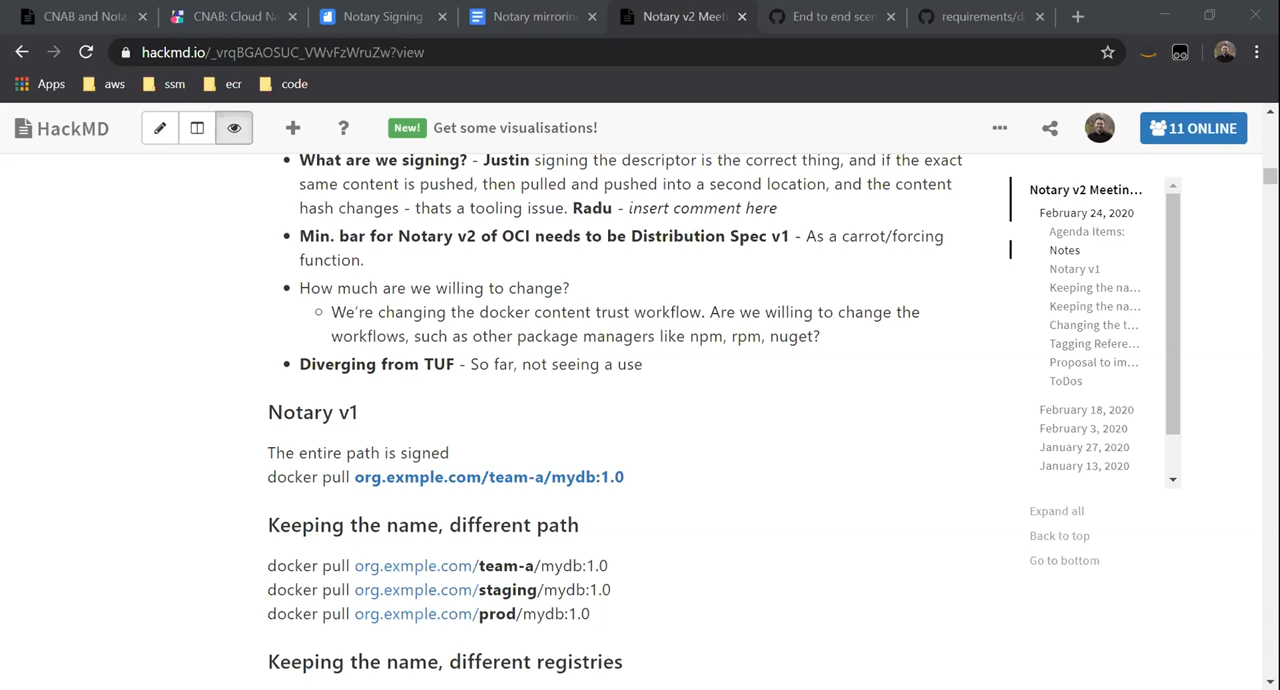 CNAB and Nota
CNAB: Cloud N
Notary Signing
Notary mirrorin
Notary v2 Meet
End to end scen
requirements/d
hackmd.io/_vrqBGAOSUC_VWvFzWruZw?view
Apps aws ssm ecr code
HackMD
New! Get some visualisations!
11 ONLINE
What are we signing? - Justin signing the descriptor is the correct thing, and if the exact
same content is pushed, then pulled and pushed into a second location, and the content
hash changes - thats a tooling issue. Radu - insert comment here
Min. bar for Notary v2 of OCI needs to be Distribution Spec v1 - As a carrot/forcing
function.
How much are we willing to change?
We're changing the docker content trust workflow. Are we willing to change the
workflows, such as other package managers like npm, rpm, nuget?
Diverging from TUF - So far, not seeing a use
Notary v1
The entire path is signed
docker pull org.exmple.com/team-a/mydb:1.0
Keeping the name, different path
docker pull org.exmple.com/team-a/mydb:1.0
docker pull org.exmple.com/staging/mydb:1.0
docker pull org.exmple.com/prod/mydb:1.0
Keeping the name, different registries
Notary v2 Meetin...
February 24, 2020
Agenda Items:
Notes
Notary v1
Keeping the na...
Keeping the na...
Changing the t...
Tagging Refere...
Proposal to im...
ToDos
February 18, 2020
February 3, 2020
January 27, 2020
January 13, 2020
Expand all
Back to top
Go to bottom